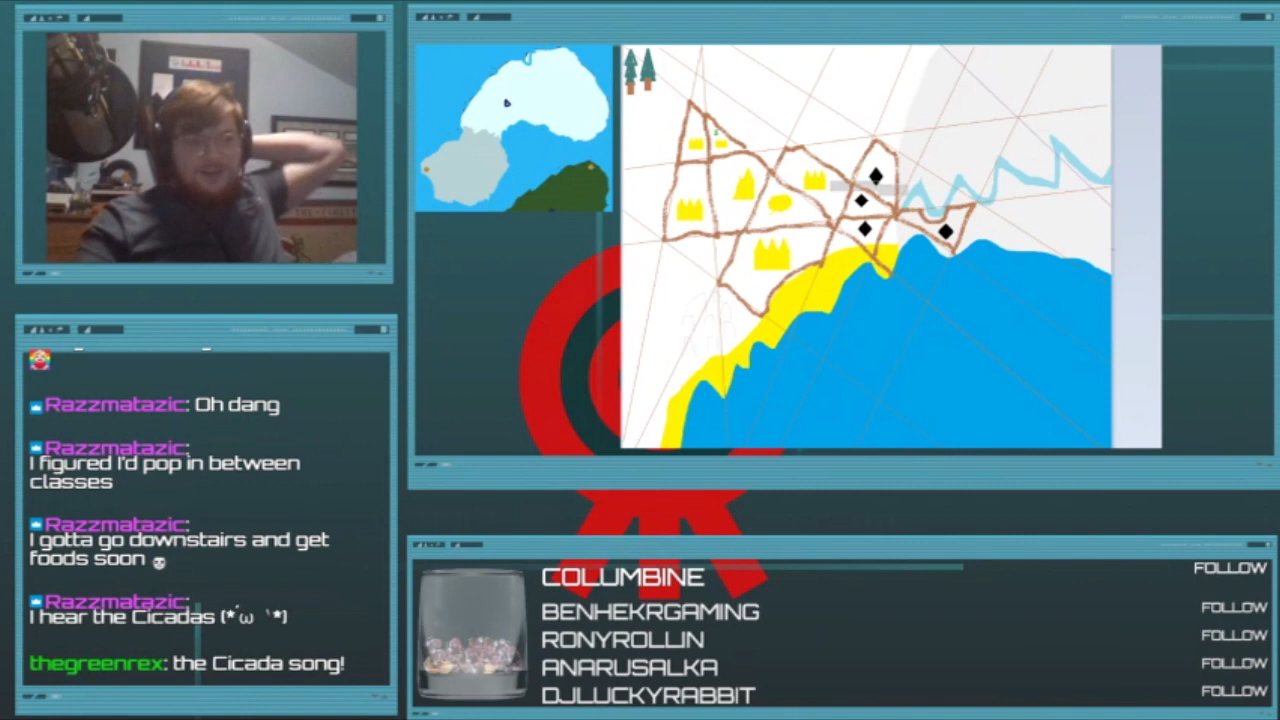 Razzmatazic: Oh dang
Razzmatazic:
I figured I'd pop in between
classes
Razzmatazic:
I gotta go downstairs and get
foods soon
Razzmatazic:
I hear the Cicadas (*´ω｀*)
thegreenrex: the Cicada song!
COLUMBINE FOLLOW
BENHEKRGAMING FOLLOW
RONYROLLIN FOLLOW
ANARUSALKA FOLLOW
DJLLUCKYRABBIT FOLLOW